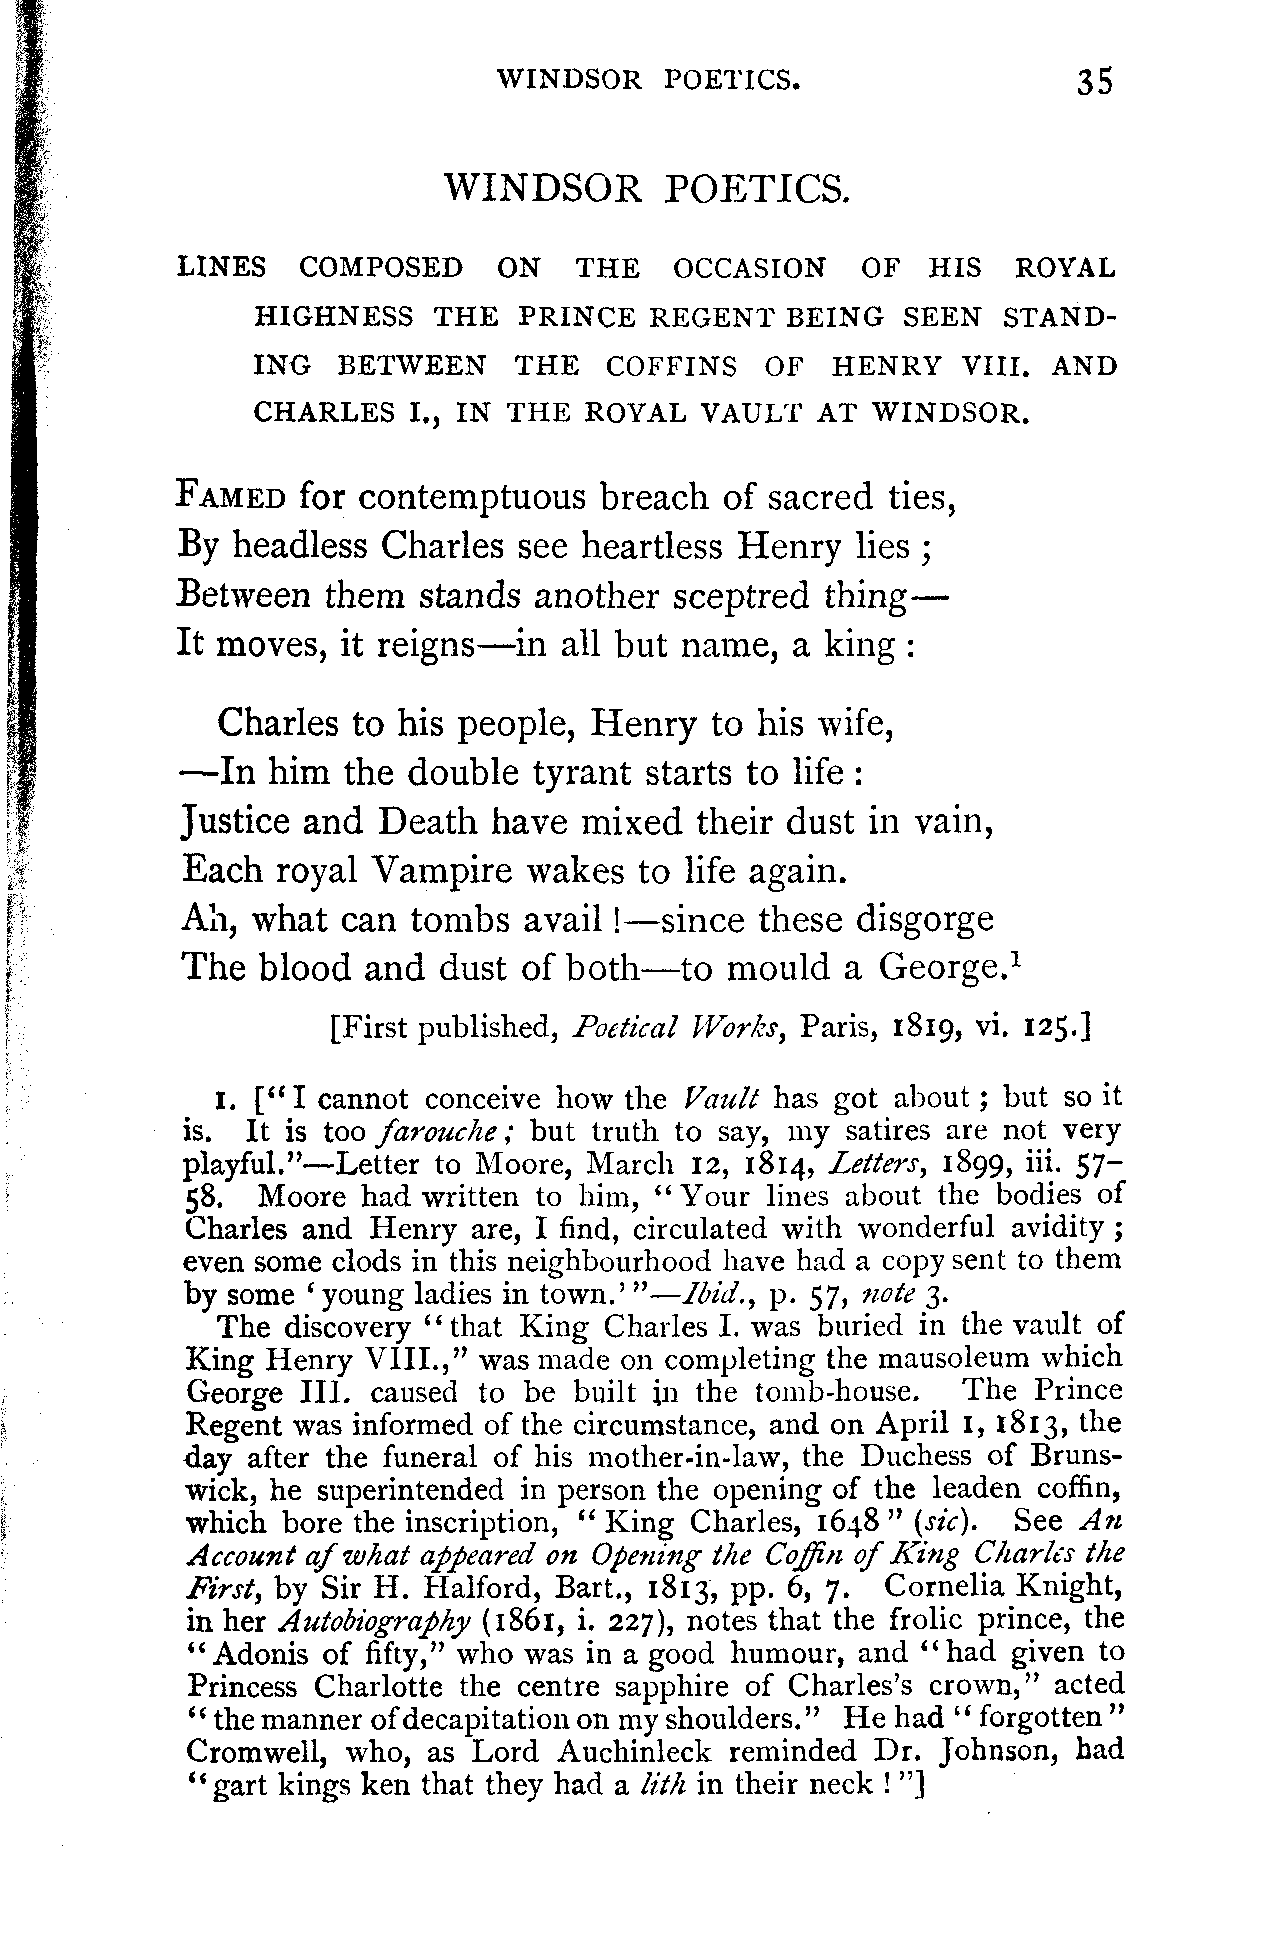 WINDSOR POETICS. 35
WINDSOR POETICS.
LINES COMPOSED ON THE OCCASION OF HIS ROYAL
HIGHNESS THE PRINCE REGENT BEING SEEN STAND-
ING BETWEEN THE COFFINS OF HENRY VIII. AND
CHARLES I., IN THE ROYAL VAULT AT WINDSOR.
FAMED for contemptuous breach of sacred ties,
By headless Charles see heartless Henry lies ;
Between them stands another sceptred thing—
It moves, it reigns—in all but name, a king :
Charles to his people, Henry to his wife,
—In him the double tyrant starts to life :
Justice and Death have mixed their dust in vain,
Each royal Vampire wakes to life again.
Ah, what can tombs avail !—since these disgorge
The blood and dust of both—to mould a George.¹
[First published, Poetical Works, Paris, 1819, vi. 125.]
1. ["I cannot conceive how the Vault has got about ; but so it
is. It is too farouche ; but truth to say, my satires are not very
playful."—Letter to Moore, March 12, 1814, Letters, 1899, iii. 57–
58. Moore had written to him, "Your lines about the bodies of
Charles and Henry are, I find, circulated with wonderful avidity ;
even some clods in this neighbourhood have had a copy sent to them
by some 'young ladies in town.'"—Ibid., p. 57, note 3.
The discovery "that King Charles I. was buried in the vault of
King Henry VIII.," was made on completing the mausoleum which
George III. caused to be built in the tomb-house. The Prince
Regent was informed of the circumstance, and on April 1, 1813, the
day after the funeral of his mother-in-law, the Duchess of Bruns-
wick, he superintended in person the opening of the leaden coffin,
which bore the inscription, "King Charles, 1648" (sic). See An
Account of what appeared on Opening the Coffin of King Charles the
First, by Sir H. Halford, Bart., 1813, pp. 6, 7. Cornelia Knight,
in her Autobiography (1861, i. 227), notes that the frolic prince, the
"Adonis of fifty," who was in a good humour, and "had given to
Princess Charlotte the centre sapphire of Charles's crown," acted
"the manner of decapitation on my shoulders." He had "forgotten"
Cromwell, who, as Lord Auchinleck reminded Dr. Johnson, had
"gart kings ken that they had a lith in their neck !"]